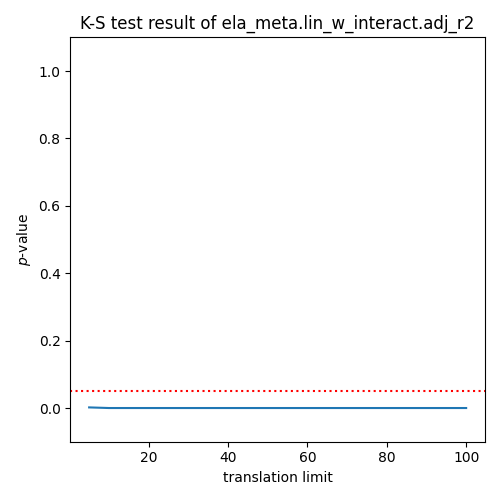 K-S test result of ela_meta.lin_w_interact.adj_r2
1.0
0.8
0.6
0.4
0.2
0.0
p-value
20 40 60 80 100
translation limit